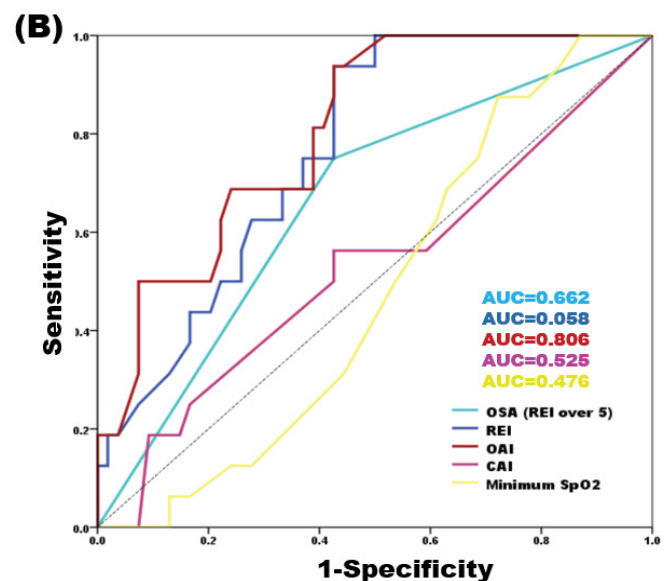 (B)
1.0
0.8
0.6
0.4
0.2
0.0
Sensitivity
AUC=0.662
AUC=0.058
AUC=0.806
AUC=0.525
AUC=0.476
OSA (REI over 5)
REI
OAI
CAI
Minimum SpO2
0.0 0.2 0.4 0.6 0.8 1.0
1-Specificity